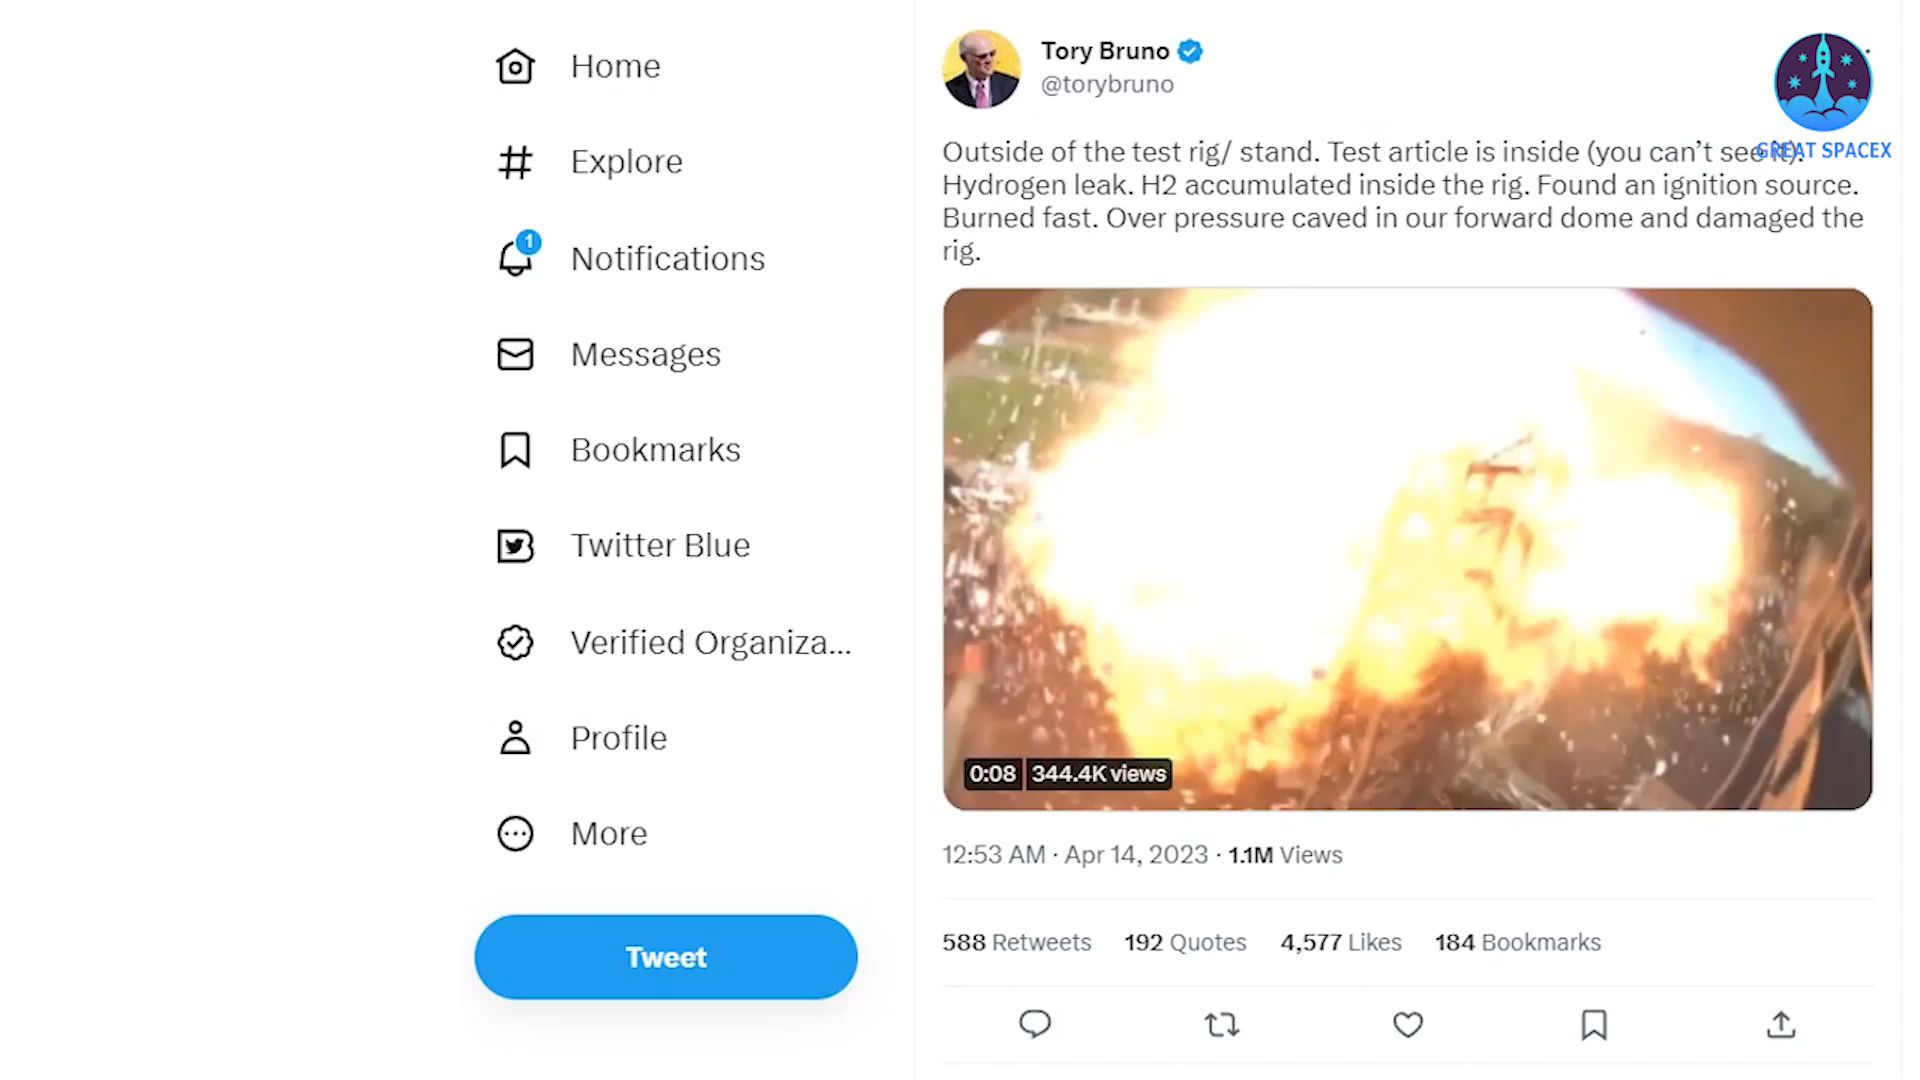 Home
Explore
1
Notifications
Messages
Bookmarks
Twitter Blue
Verified Organiza...
Profile
More
Tweet
Tory Bruno
@torybruno
GREAT SPACEX
Outside of the test rig/ stand. Test article is inside (you can’t see it).
Hydrogen leak. H2 accumulated inside the rig. Found an ignition source.
Burned fast. Over pressure caved in our forward dome and damaged the
rig.
0:08 344.4K views
12:53 AM · Apr 14, 2023 · 1.1M Views
588 Retweets 192 Quotes 4,577 Likes 184 Bookmarks